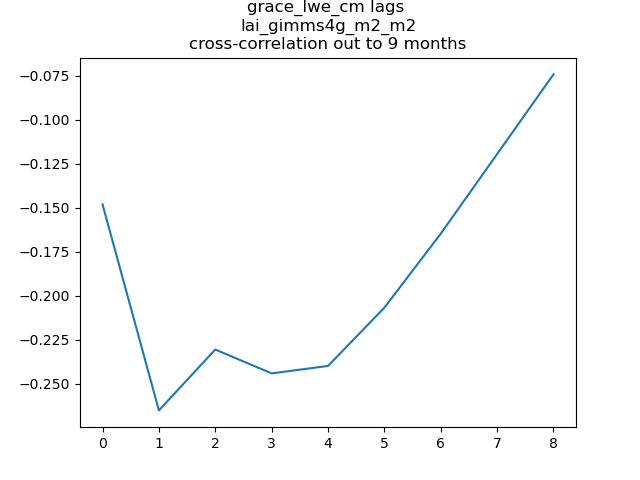 grace_lwe_cm lags
lai_gimms4g_m2_m2
cross-correlation out to 9 months
−0.075
−0.100
−0.125
−0.150
−0.175
−0.200
−0.225
−0.250
0 1 2 3 4 5 6 7 8